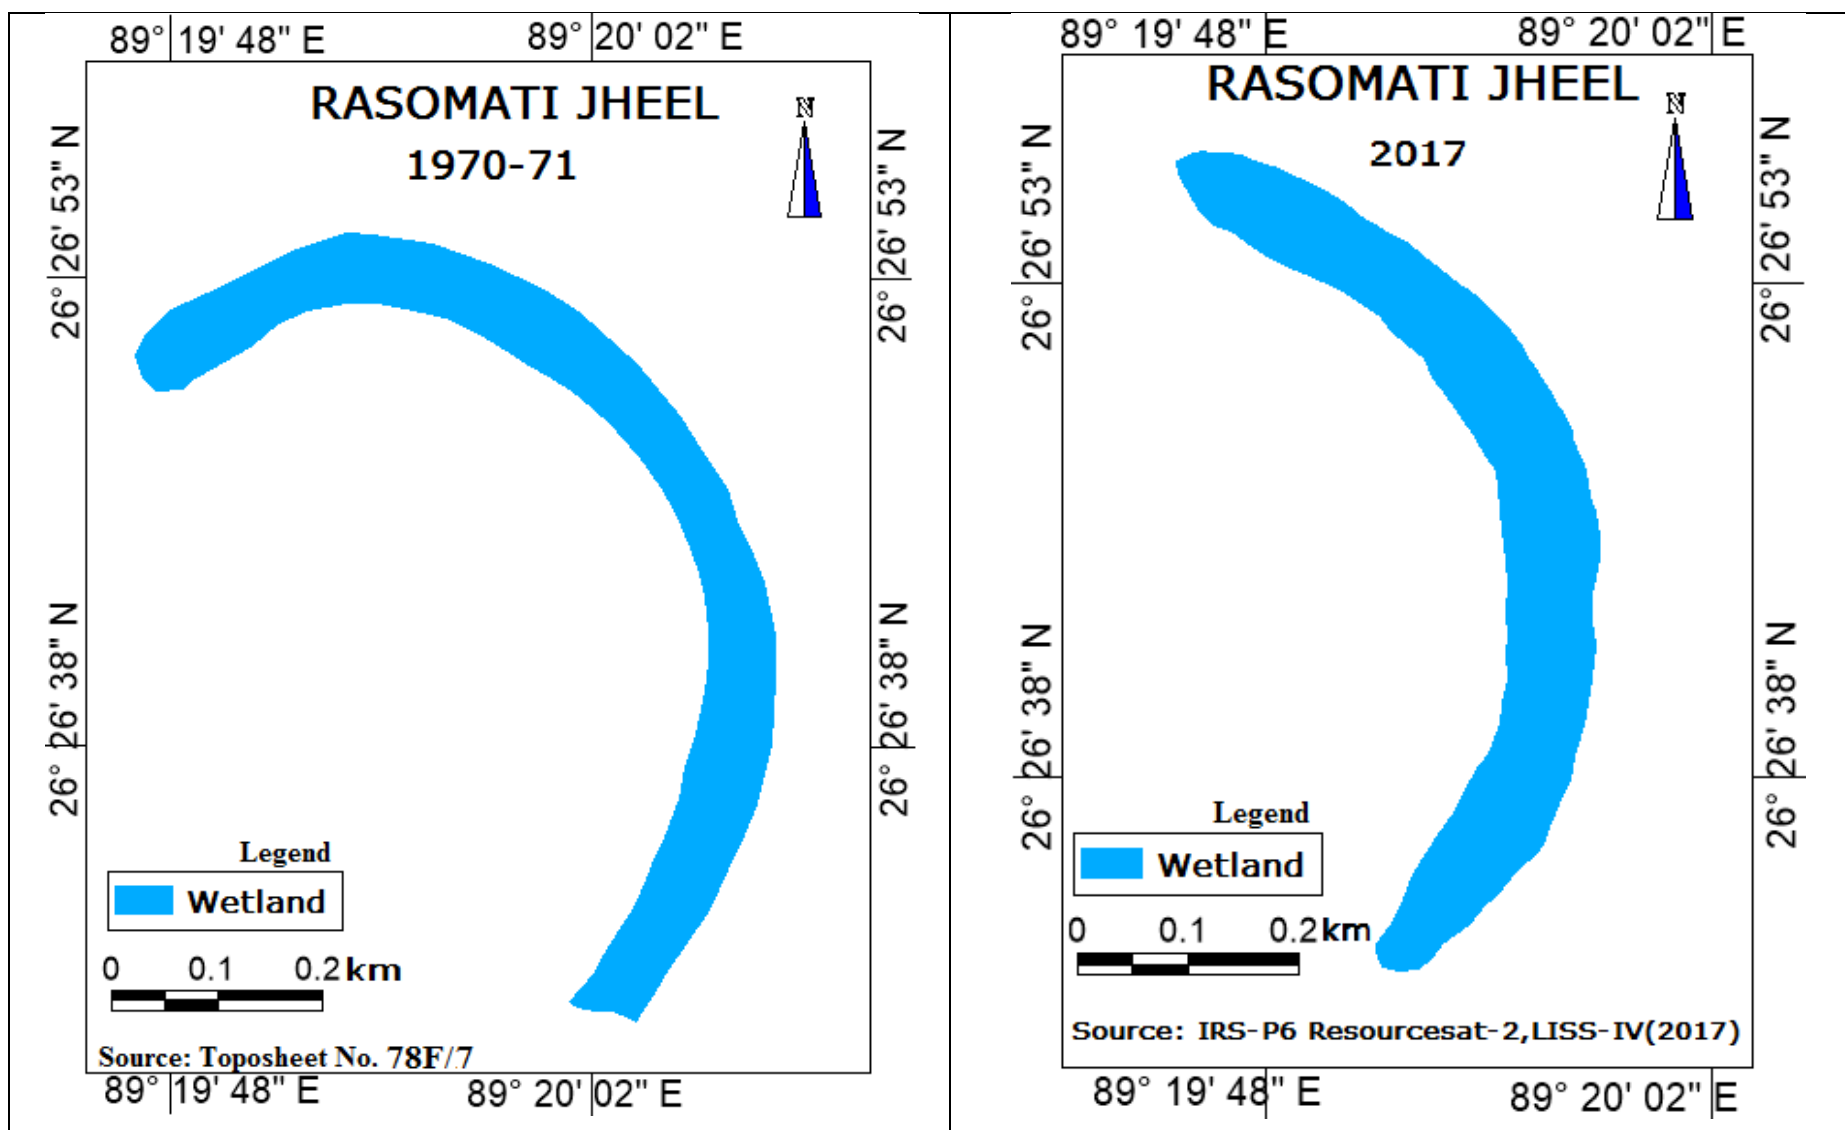 89° 19' 48" E
89° 20' 02" E
RASOMATI JHEEL
1970-71
N
26° 26' 53" N
26° 26' 53" N
26° 26' 38" N
26° 26' 38" N
Legend
Wetland
0 0.1 0.2 km
Source: Toposheet No. 78F/7
89° 19' 48" E
89° 20' 02" E
89° 19' 48" E
89° 20' 02" E
RASOMATI JHEEL
2017
N
26° 26' 53" N
26° 26' 53" N
26° 26' 38" N
26° 26' 38" N
Legend
Wetland
0 0.1 0.2 km
Source: IRS-P6 Resourcesat-2,LISS-IV(2017)
89° 19' 48" E
89° 20' 02" E